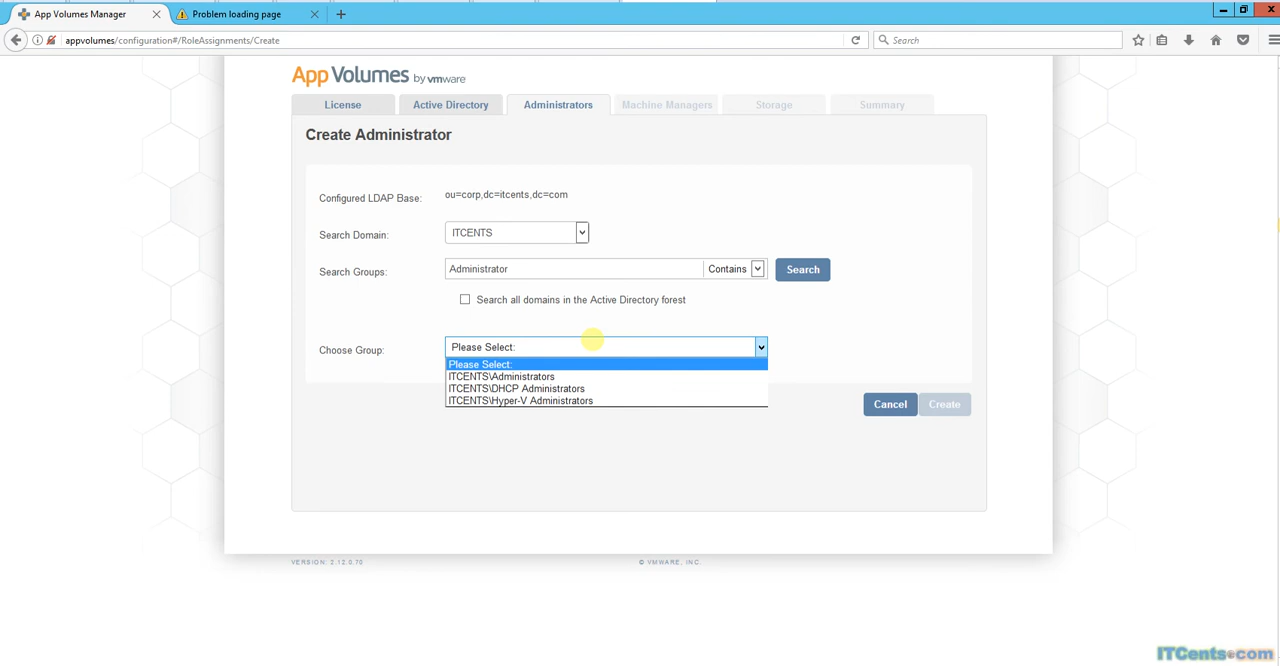 App Volumes Manager
Problem loading page
appvolumes/configuration#/RoleAssignments/Create
Search
App Volumes by vmware
License
Active Directory
Administrators
Machine Managers
Storage
Summary
Create Administrator
Configured LDAP Base: ou=corp,dc=itcents,dc=com
Search Domain: ITCENTS
Search Groups: Administrator Contains Search
Search all domains in the Active Directory forest
Choose Group: Please Select:
Please Select:
ITCENTS\Administrators
ITCENTS\DHCP Administrators
ITCENTS\Hyper-V Administrators
Cancel Create
VERSION: 2.12.0.70
© VMWARE, INC.
ITCents.com